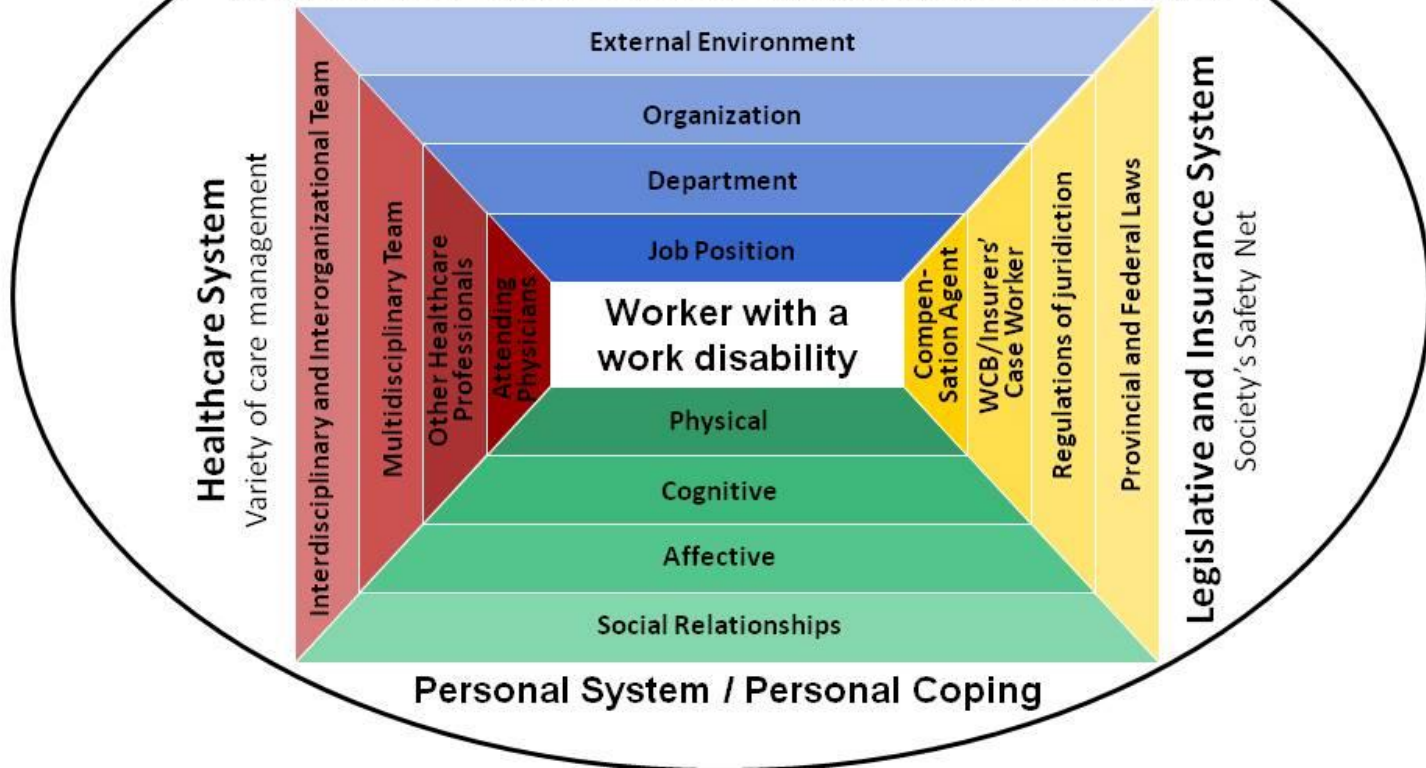 External Environment
Organization
Department
Job Position
Healthcare System
Variety of care management
Interdisciplinary and Interorganizational Team
Multidisciplinary Team
Other Healthcare
Professionals
Attending
Physicians
Worker with a
work disability
Compen-
Sation Agent
WCB/Insurers’
Case Worker
Regulations of juridiction
Provincial and Federal Laws
Legislative and Insurance System
Society’s Safety Net
Physical
Cognitive
Affective
Social Relationships
Personal System / Personal Coping